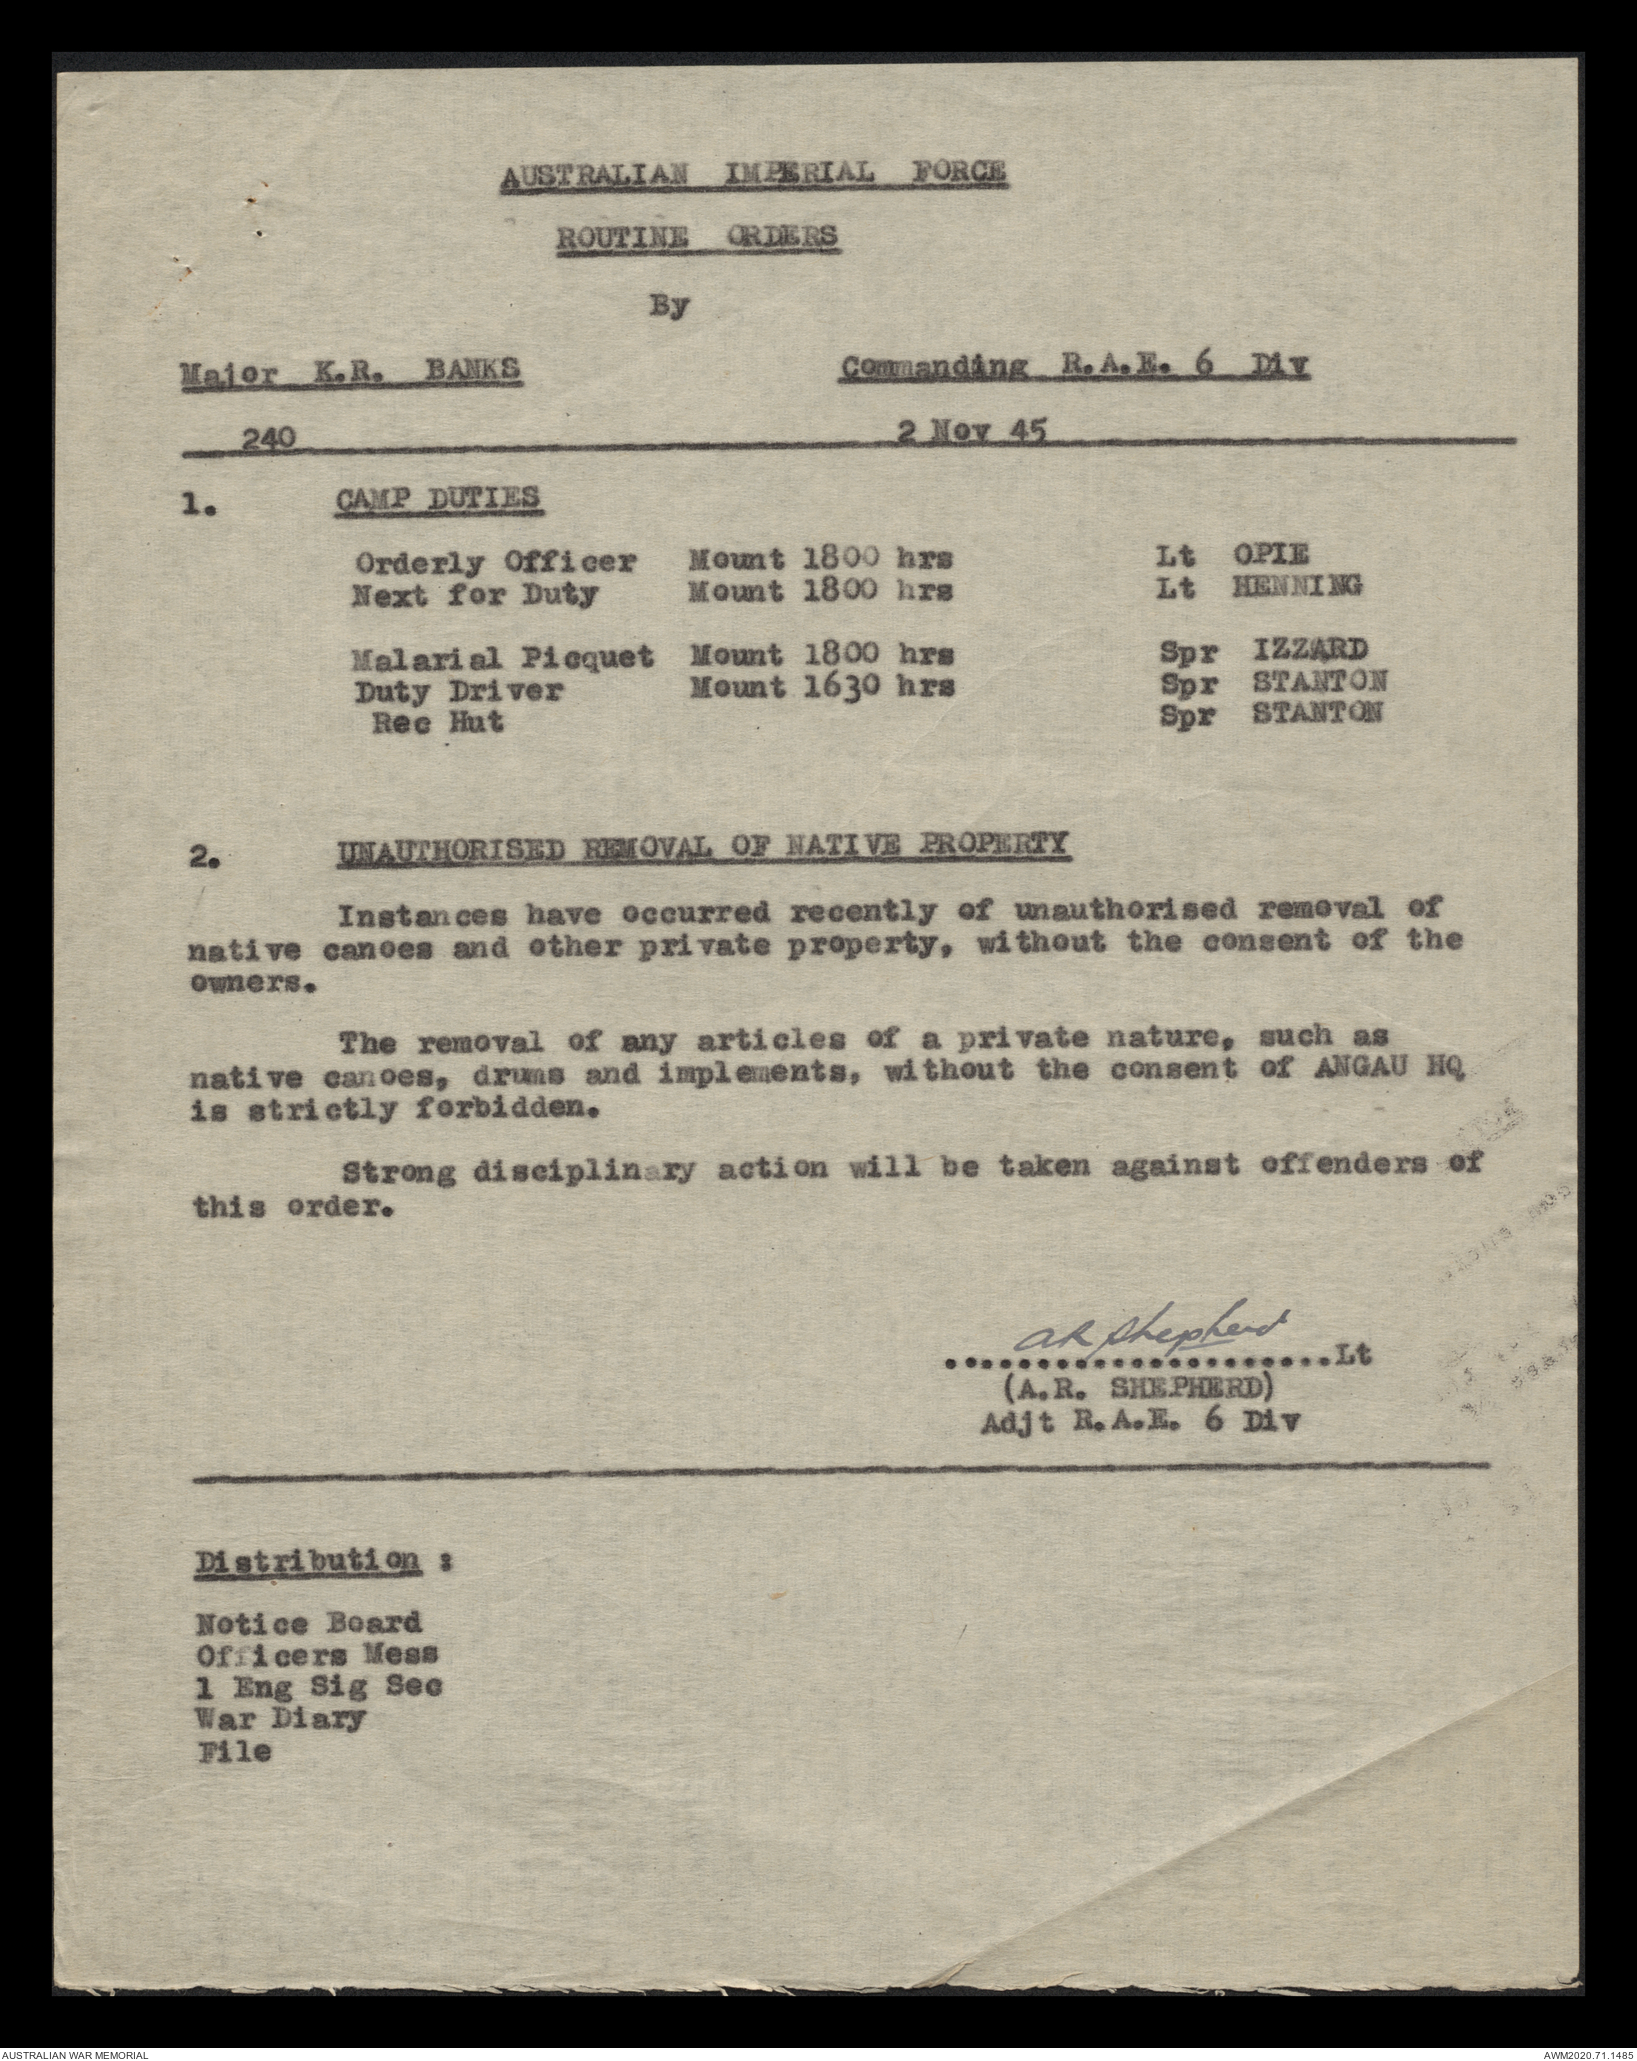 AUSTRALIAN IMPERIAL FORCE
ROUTINE ORDERS
By
Major K.R. BANKS Commanding R.A.E. 6 Div
240 2 Nov 45
1. CAMP DUTIES
Orderly Officer Mount 1800 hrs Lt OPIE
Next for Duty Mount 1800 hrs Lt HENNING
Malarial Picquet Mount 1800 hrs Spr IZZARD
Duty Driver Mount 1630 hrs Spr STANTON
Rec Hut Spr STANTON
2. UNAUTHORISED REMOVAL OF NATIVE PROPERTY
Instances have occurred recently of unauthorised removal of
native canoes and other private property, without the consent of the
owners.
The removal of any articles of a private nature, such as
native canoes, drums and implements, without the consent of ANGAU HQ
is strictly forbidden.
Strong disciplinary action will be taken against offenders of
this order.
AR Shepherd
.....................Lt
(A.R. SHEPHERD)
Adjt R.A.E. 6 Div
Distribution :
Notice Board
Officers Mess
1 Eng Sig Sec
War Diary
File
AUSTRALIAN WAR MEMORIAL AWM2020.71.1485